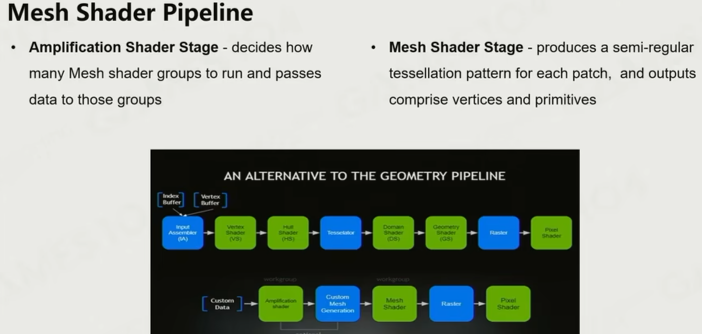 Mesh Shader Pipeline
• Amplification Shader Stage - decides how
many Mesh shader groups to run and passes
data to those groups
• Mesh Shader Stage - produces a semi-regular
tessellation pattern for each patch, and outputs
comprise vertices and primitives
AN ALTERNATIVE TO THE GEOMETRY PIPELINE
[Index Buffer]
[Vertex Buffer]
Input Assembler (IA)
Vertex Shader (VS)
Hull Shader (HS)
Tessellator
Domain Shader (DS)
Geometry Shader (GS)
Raster
Pixel Shader
workgroup
workgroup
[Custom Data]
Amplification shader
Custom Mesh Generation
Mesh Shader
Raster
Pixel Shader